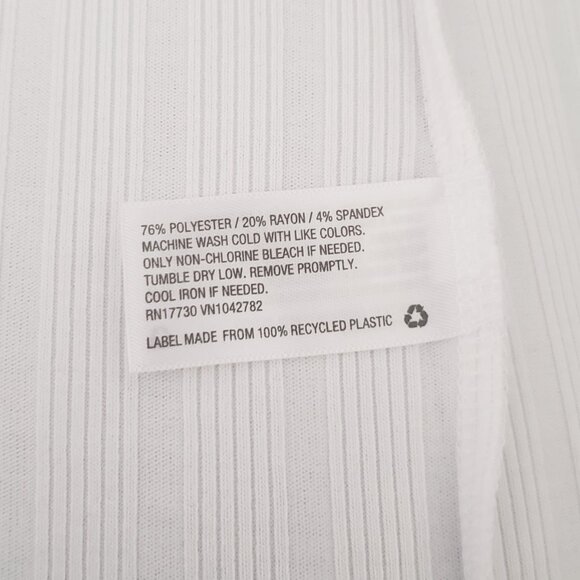 76% POLYESTER / 20% RAYON / 4% SPANDEX
MACHINE WASH COLD WITH LIKE COLORS.
ONLY NON-CHLORINE BLEACH IF NEEDED.
TUMBLE DRY LOW. REMOVE PROMPTLY.
COOL IRON IF NEEDED.
RN17730 VN1042782
LABEL MADE FROM 100% RECYCLED PLASTIC